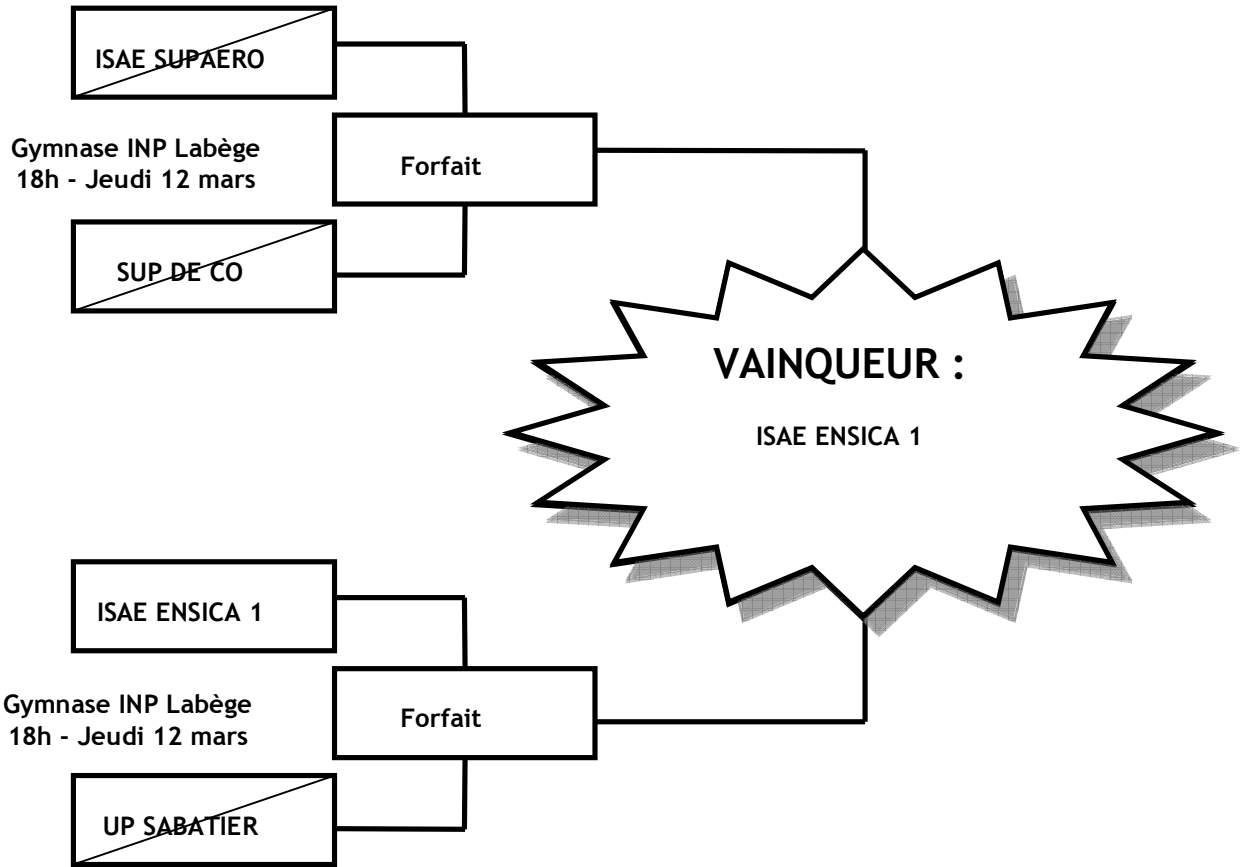 ISAE SUPAERO
Gymnase INP Labège
18h - Jeudi 12 mars
Forfait
SUP DE CO
VAINQUEUR :
ISAE ENSICA 1
ISAE ENSICA 1
Gymnase INP Labège
18h - Jeudi 12 mars
Forfait
UP SABATIER